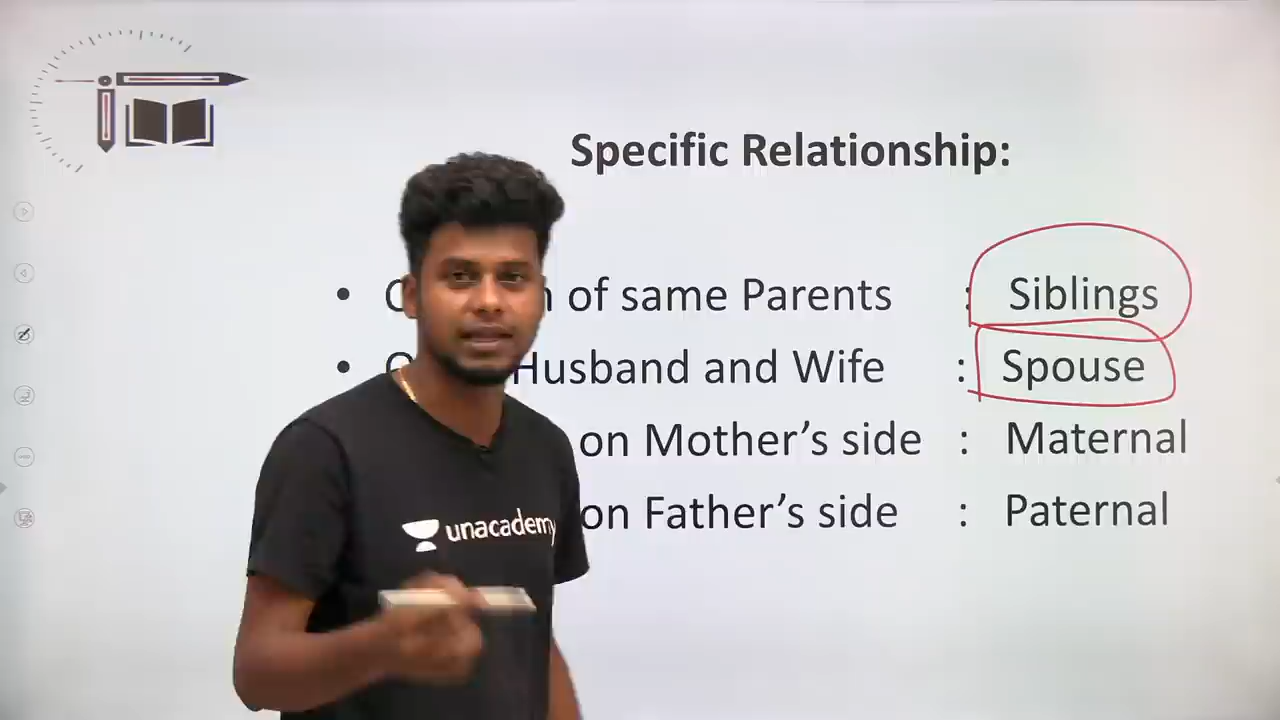 Specific Relationship:
• of same Parents : Siblings
• Husband and Wife : Spouse
on Mother’s side : Maternal
on Father’s side : Paternal
unacademy